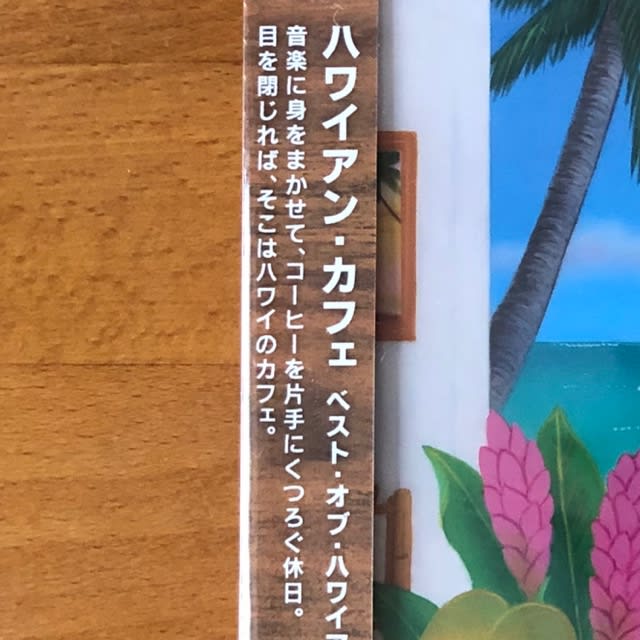 ハワイアン・カフェ ベスト・オブ・ハワイア
音楽に身をまかせて、コーヒーを片手にくつろぐ休日。
目を閉じれば、そこはハワイのカフェ。